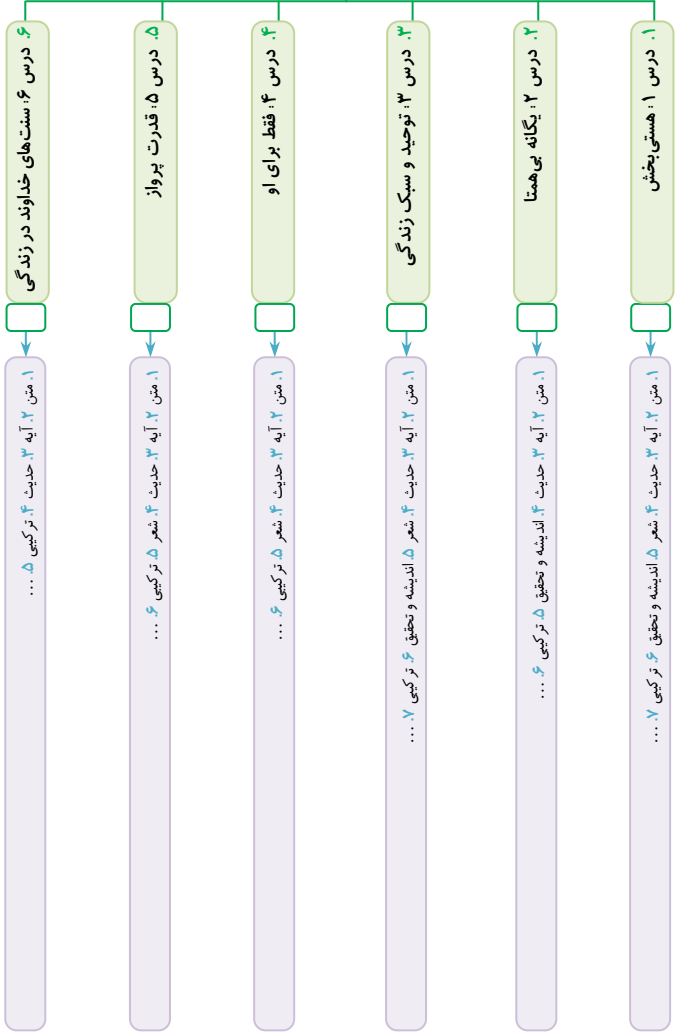 ۱. درس ۱: هستی‌بخش
۱. متن ۲. آیه ۳. حدیث ۴. شعر ۵. اندیشه و تحقیق ۶. ترکیبی ۷. ...
۲. درس ۲: یگانه بی‌همتا
۱. متن ۲. آیه ۳. حدیث ۴. اندیشه و تحقیق ۵. ترکیبی ۶. ...
۳. درس ۳: توحید و سبک زندگی
۱. متن ۲. آیه ۳. حدیث ۴. شعر ۵. اندیشه و تحقیق ۶. ترکیبی ۷. ...
۴. درس ۴: فقط برای او
۱. متن ۲. آیه ۳. حدیث ۴. شعر ۵. ترکیبی ۶. ...
۵. درس ۵: قدرت پرواز
۱. متن ۲. آیه ۳. حدیث ۴. شعر ۵. ترکیبی ۶. ...
۶. درس ۶: سنت‌های خداوند در زندگی
۱. متن ۲. آیه ۳. حدیث ۴. ترکیبی ۵. ...